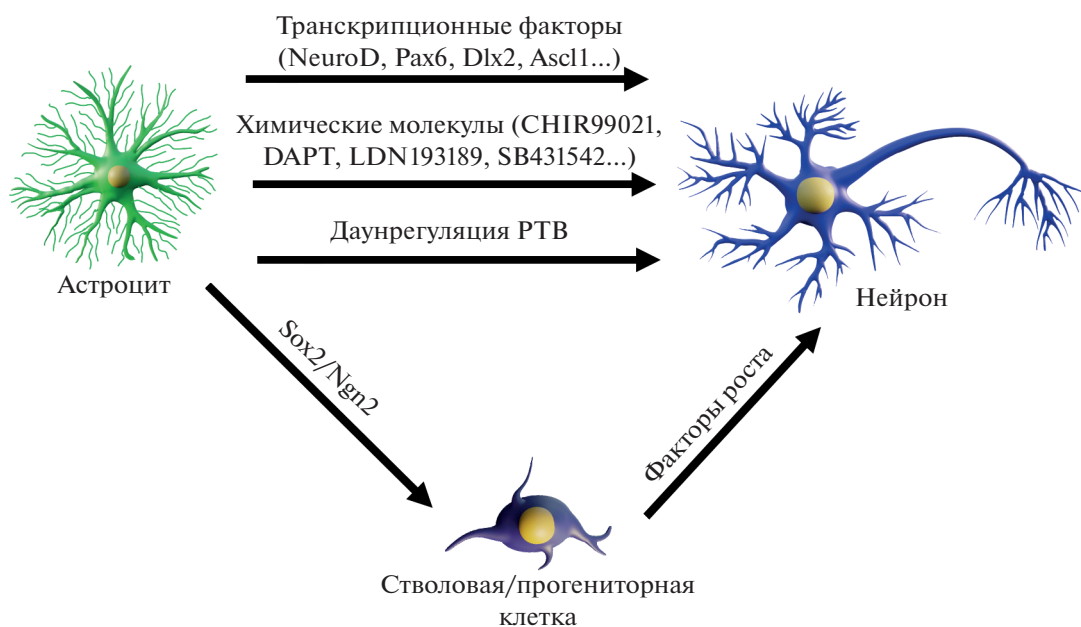 Транскрипционные факторы
(NeuroD, Pax6, Dlx2, Ascl1...)
Химические молекулы (CHIR99021,
DAPT, LDN193189, SB431542...)
Даунрегуляция PTB
Астроцит
Нейрон
Sox2/Ngn2
Факторы роста
Стволовая/прогениторная
клетка